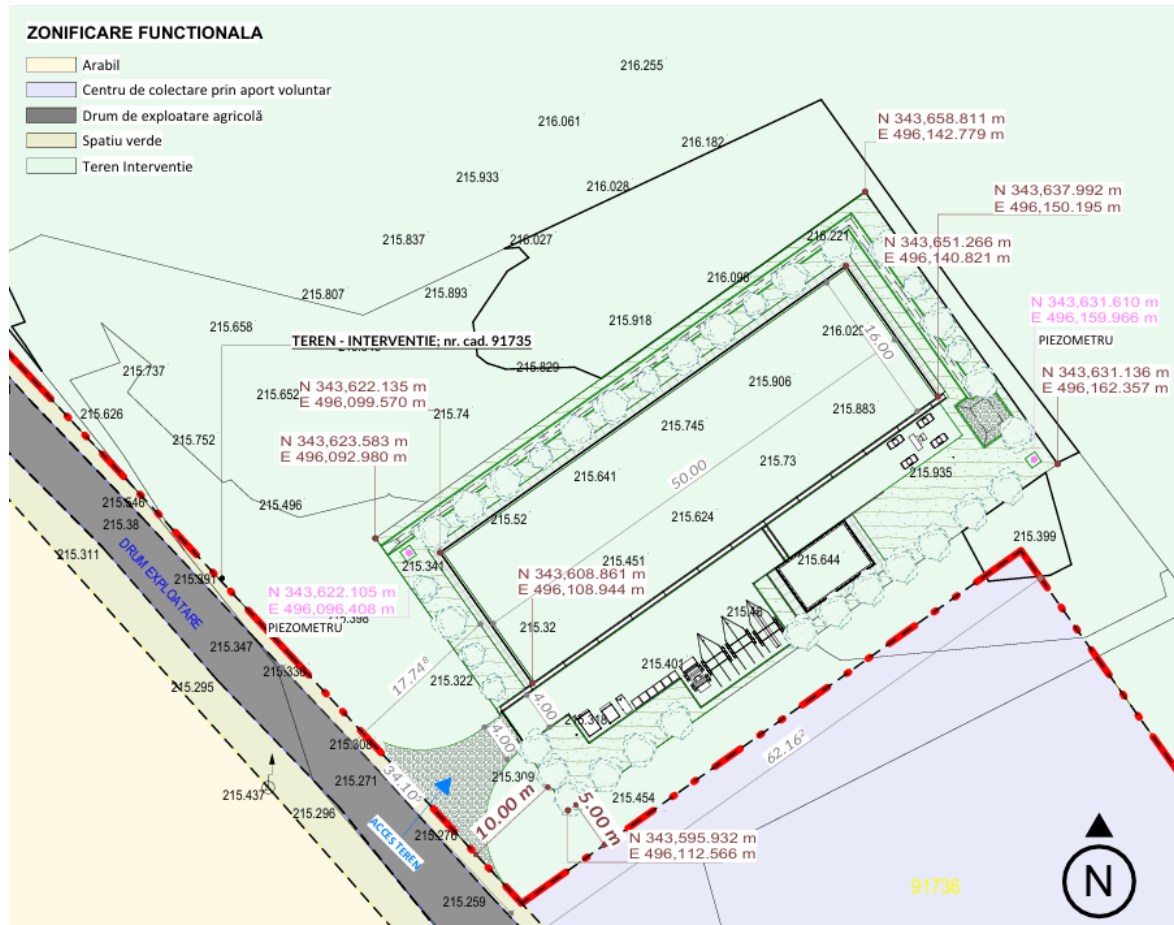 ZONIFICARE FUNCTIONALA
Arabil
Centru de colectare prin aport voluntar
Drum de exploatare agricolă
Spatiu verde
Teren Interventie
216.255
216.061
216.182
N 343,658.811 m
E 496,142.779 m
215.933
216.028
N 343,637.992 m
E 496,150.195 m
215.837
216.027
216.221
N 343,651.266 m
E 496,140.821 m
216.098
215.807
215.893
215.918
N 343,631.610 m
E 496,159.966 m
PIEZOMETRU
215.658
TEREN - INTERVENTIE; nr. cad. 91735
16.00
215.829
215.737
N 343,631.136 m
E 496,162.357 m
215.906
N 343,622.135 m
E 496,099.570 m
215.652
215.626
215.74
215.883
215.745
215.752
N 343,623.583 m
E 496,092.980 m
215.73
215.641
50.00
215.935
215.496
215.546
215.52
215.624
215.38
215.399
215.311
DRUM EXPLOATARE
215.451
215.341
215.644
215.391
N 343,608.861 m
E 496,108.944 m
N 343,622.105 m
E 496,096.408 m
PIEZOMETRU
215.48
215.32
215.347
215.401
215.336
17.74⁸
215.322
215.295
4.00
215.318
4.00
62.16²
215.308
215.271
34.10⁵
215.309
215.437
215.296
215.454
10.00 m
5.00 m
ACCES TEREN
215.276
N 343,595.932 m
E 496,112.566 m
91736
N
215.259